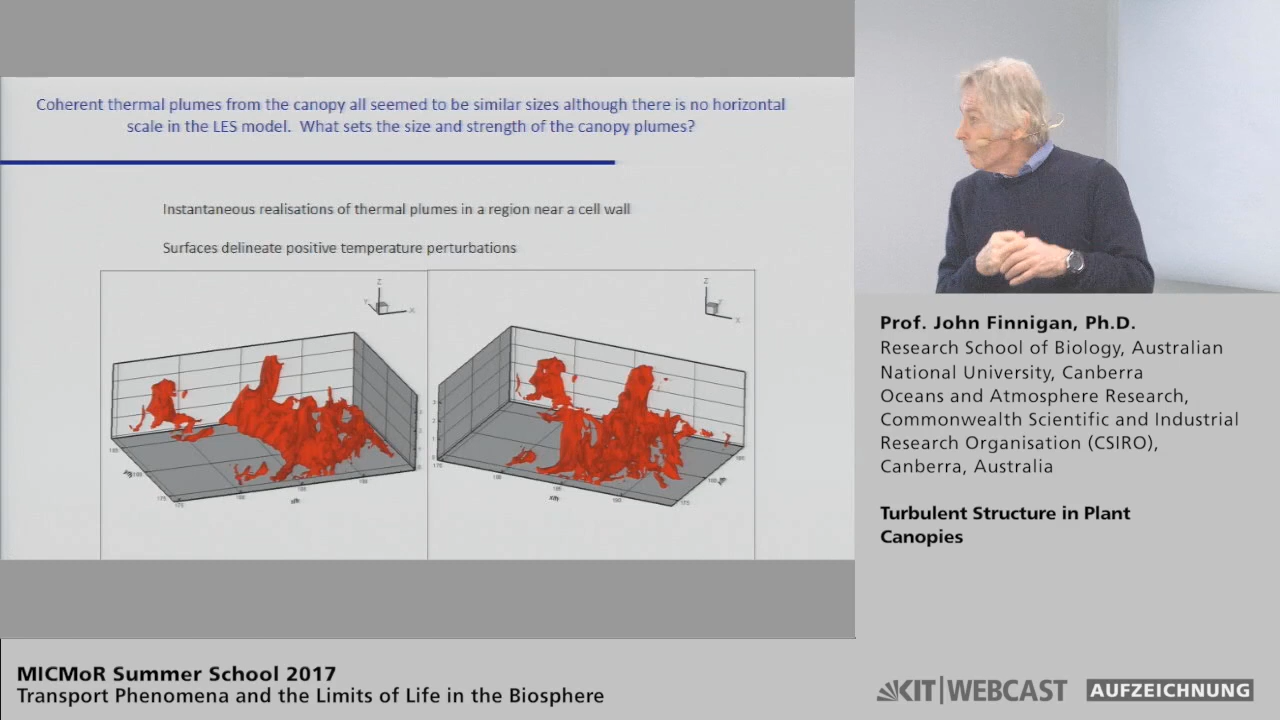 Coherent thermal plumes from the canopy all seemed to be similar sizes although there is no horizontal
scale in the LES model. What sets the size and strength of the canopy plumes?
Instantaneous realisations of thermal plumes in a region near a cell wall
Surfaces delineate positive temperature perturbations
Z
Y
X
Z
X
Prof. John Finnigan, Ph.D.
Research School of Biology, Australian
National University, Canberra
Oceans and Atmosphere Research,
Commonwealth Scientific and Industrial
Research Organisation (CSIRO),
Canberra, Australia
Turbulent Structure in Plant
Canopies
MICMoR Summer School 2017
Transport Phenomena and the Limits of Life in the Biosphere
KIT|WEBCAST
AUFZEICHNUNG